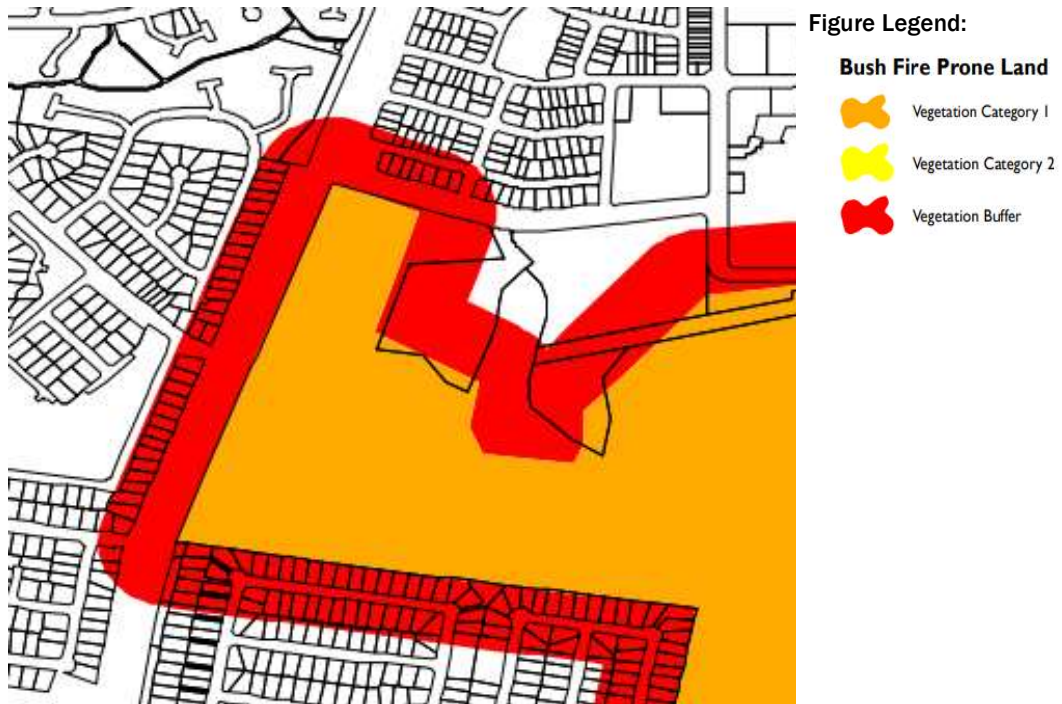 Figure Legend:
Bush Fire Prone Land
Vegetation Category 1
Vegetation Category 2
Vegetation Buffer